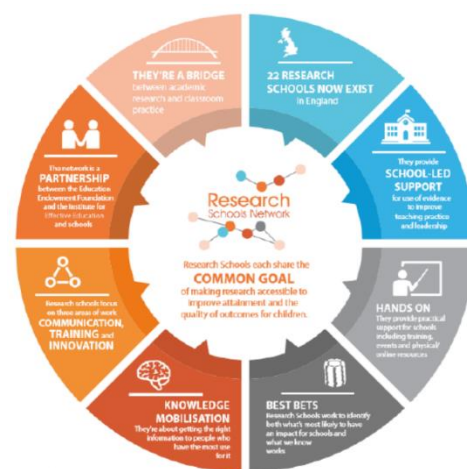 THEY'RE A BRIDGE
between academic
research and classroom
practice
22 RESEARCH
SCHOOLS NOW EXIST
in England
They provide
SCHOOL-LED
SUPPORT
for use of evidence
to improve
teaching practice
and leadership
HANDS ON
They provide practical
support for schools
including training,
events and physical/
online resources
BEST BETS
Research Schools work to identify
both what's most likely to have
an impact for schools and
what we know
works
KNOWLEDGE
MOBILISATION
They're about getting the right
information to people who
have the most use
for it
Research schools focus
on three areas of work
COMMUNICATION,
TRAINING and
INNOVATION
The network is a
PARTNERSHIP
between the Education
Endowment Foundation
and the Institute for
Effective Education
and schools
Research
Schools Network
Research Schools each share the
COMMON GOAL
of making research accessible to
improve attainment and the
quality of outcomes for children.